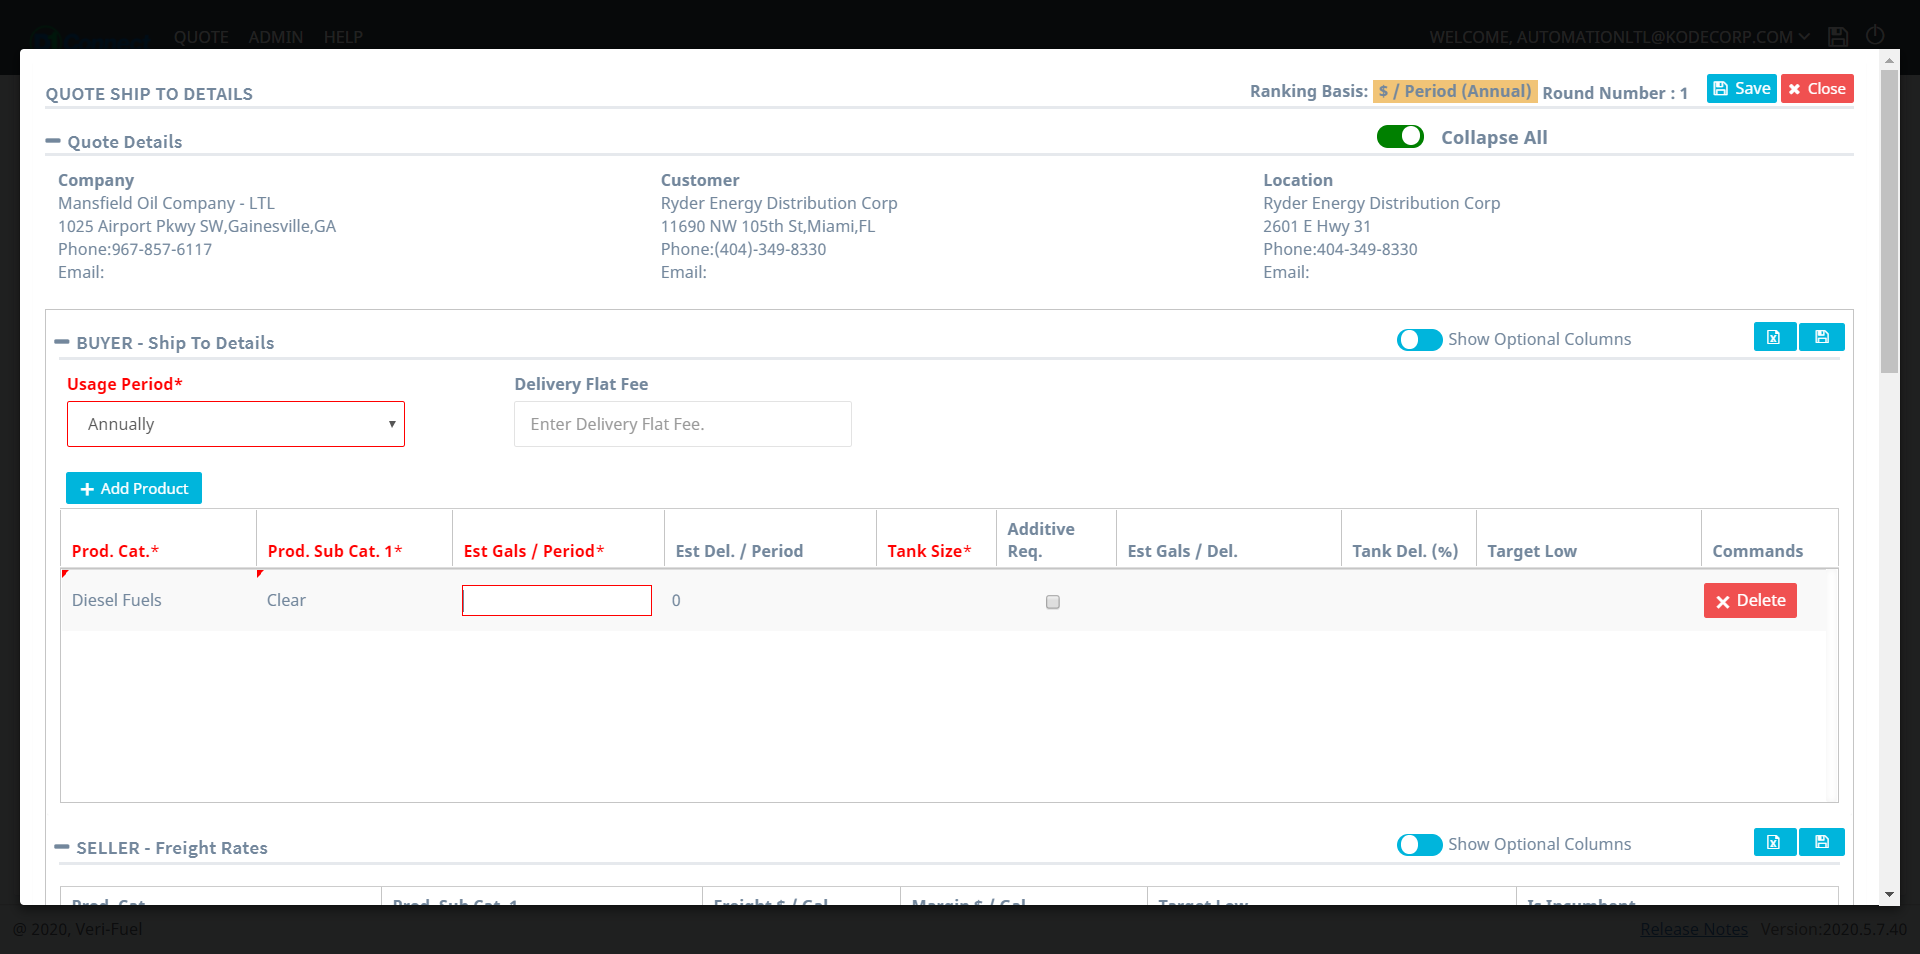 QUOTE ADMIN HELP WELCOME, AUTOMATIONLTL@KODECORP.COM
QUOTE SHIP TO DETAILS Ranking Basis: $ / Period (Annual) Round Number : 1 Save Close
Quote Details Collapse All
Company Customer Location
Mansfield Oil Company - LTL Ryder Energy Distribution Corp Ryder Energy Distribution Corp
1025 Airport Pkwy SW,Gainesville,GA 11690 NW 105th St,Miami,FL 2601 E Hwy 31
Phone:967-857-6117 Phone:(404)-349-8330 Phone:404-349-8330
Email: Email: Email:
BUYER - Ship To Details Show Optional Columns
Usage Period* Delivery Flat Fee
Annually Enter Delivery Flat Fee.
Add Product
Prod. Cat.* Prod. Sub Cat. 1* Est Gals / Period* Est Del. / Period Tank Size* Additive Req. Est Gals / Del. Tank Del. (%) Target Low Commands
Diesel Fuels Clear 0 Delete
SELLER - Freight Rates Show Optional Columns
Prod. Cat. Prod. Sub Cat. 1 Freight $ / Gal. Margin $ / Gal. Target Low Is Incumbent
@ 2020, Veri-Fuel Release Notes Version:2020.5.7.40